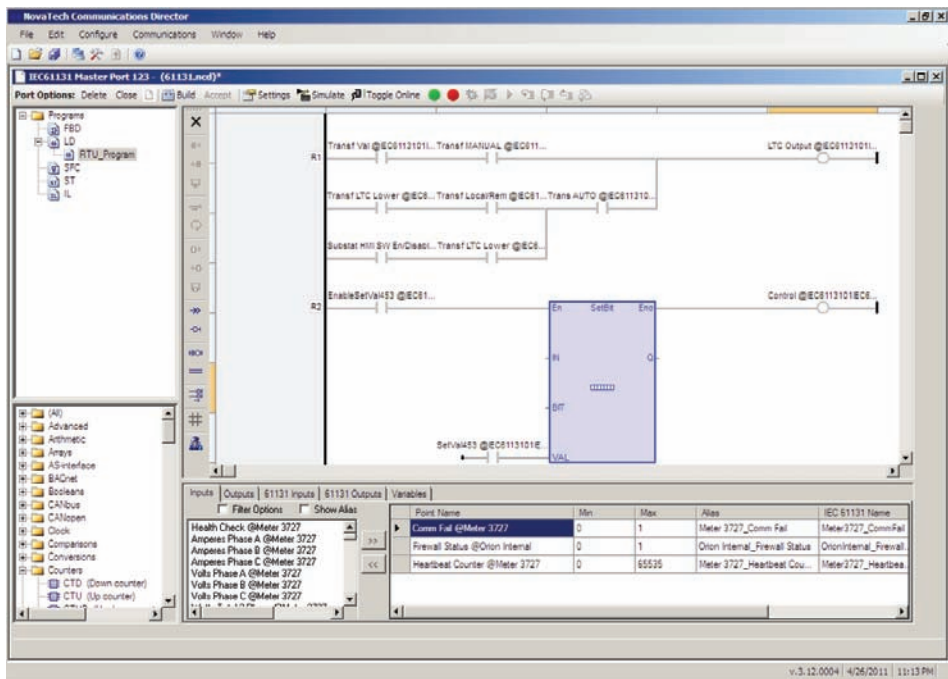 NovaTech Communications Director
File Edit Configure Communications Window Help
IEC61131 Master Port 123 - (61131.ncd)*
Port Options: Delete Close Build Accept Settings Simulate Toggle Online
Programs
FBD
LD
RTU_Program
SFC
ST
IL
R1
Transf Val @IEC6113101I... Transf MANUAL @IEC611... LTC Output @IEC6113101I...
Transf LTC Lower @IEC6... Transf Local/Rem @IEC61... Trans AUTO @IEC611310...
Substat HMI SW En/Disabl... Transf LTC Lower @IEC6...
R2
EnableSetVal453 @IEC61... Control @IEC6113101IEC6...
En SetBit Eno
IN Q
BIT
SetVal453 @IEC6113101IE...
VAL
(All)
Advanced
Arithmetic
Arrays
AS-interface
BACnet
Booleans
CANbus
CANopen
Clock
Comparisons
Conversions
Counters
CTD (Down counter)
CTU (Up counter)
Inputs Outputs 61131 Inputs 61131 Outputs Variables
Filter Options Show Alias
Health Check @Meter 3727
Amperes Phase A @Meter 3727
Amperes Phase B @Meter 3727
Amperes Phase C @Meter 3727
Volts Phase A @Meter 3727
Volts Phase B @Meter 3727
Volts Phase C @Meter 3727
>>
<<
Point Name Min Max Alias IEC 61131 Name
Comm Fail @Meter 3727 0 1 Meter 3727_Comm Fail Meter3727_CommFail
Firewall Status @Orion Internal 0 1 Orion Internal_Firewall Status OrionInternal_Firewall...
Heartbeat Counter @Meter 3727 0 65535 Meter 3727_Heartbeat Cou... Meter3727_Heartbea...
v.3.12.0004 4/26/2011 11:13 PM